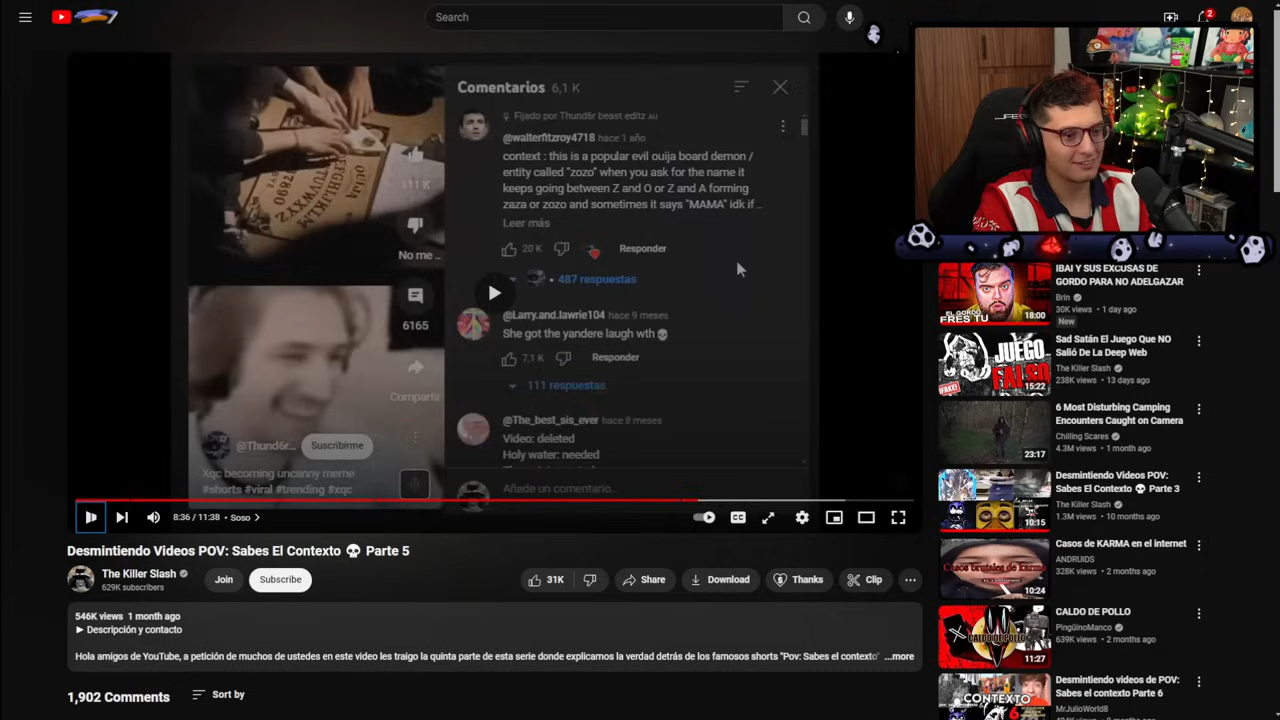 Search
2
Comentarios 6,1 K
Fijado por Thund6r beast editz AU
@walterfitzroy4718 hace 1 año
context : this is a popular evil ouija board demon /
entity called "zozo" when you ask for the name it
keeps going between Z and O or Z and A forming
zaza or zozo and sometimes it says "MAMA" idk if ..
Leer más
20 K
Responder
487 respuestas
@Larry.and.lawrie104 hace 9 meses
She got the yandere laugh wth 💀
7,1 K
Responder
111 respuestas
@The_best_sis_ever hace 8 meses
Video: deleted
Holy water: needed
Añade un comentario...
111 K
No me ..
6165
Compartir
@Thund6r...
Suscribirme
Xqc becoming uncanny meme
#shorts #viral #trending #xqc
8:36 / 11:38 • Soso >
CC
Desmintiendo Videos POV: Sabes El Contexto 💀 Parte 5
The Killer Slash
629K subscribers
Join
Subscribe
31K
Share
Download
Thanks
Clip
546K views 1 month ago
► Descripción y contacto
Hola amigos de YouTube, a petición de muchos de ustedes en este video les traigo la quinta parte de esta serie donde explicamos la verdad detrás de los famosos shorts "Pov: Sabes el contexto" ...more
1,902 Comments
Sort by
EL GORDO
FRES TU
18:00
IBAI Y SUS EXCUSAS DE
GORDO PARA NO ADELGAZAR
Brin
30K views • 1 day ago
New
JUEGO
FALSO
FAKE!
15:22
Sad Satán El Juego Que NO
Salió De La Deep Web
The Killer Slash
238K views • 13 days ago
23:17
6 Most Disturbing Camping
Encounters Caught on Camera
Chilling Scares
4.3M views • 1 month ago
10:15
Desmintiendo Videos POV:
Sabes El Contexto 💀 Parte 3
The Killer Slash
1.3M views • 10 months ago
10:24
Casos de KARMA en el internet
ANDRUIDS
328K views • 2 months ago
11:27
CALDO DE POLLO
PingüinoManco
639K views • 2 months ago
CONTEXTO
Desmintiendo videos de POV:
Sabes el contexto Parte 6
MrJulioWorld8